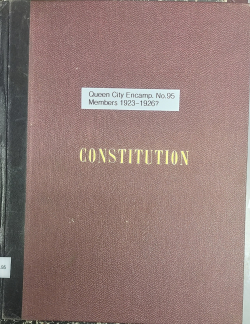 Queen City Encamp. No.95
Members 1923-1926?
CONSTITUTION